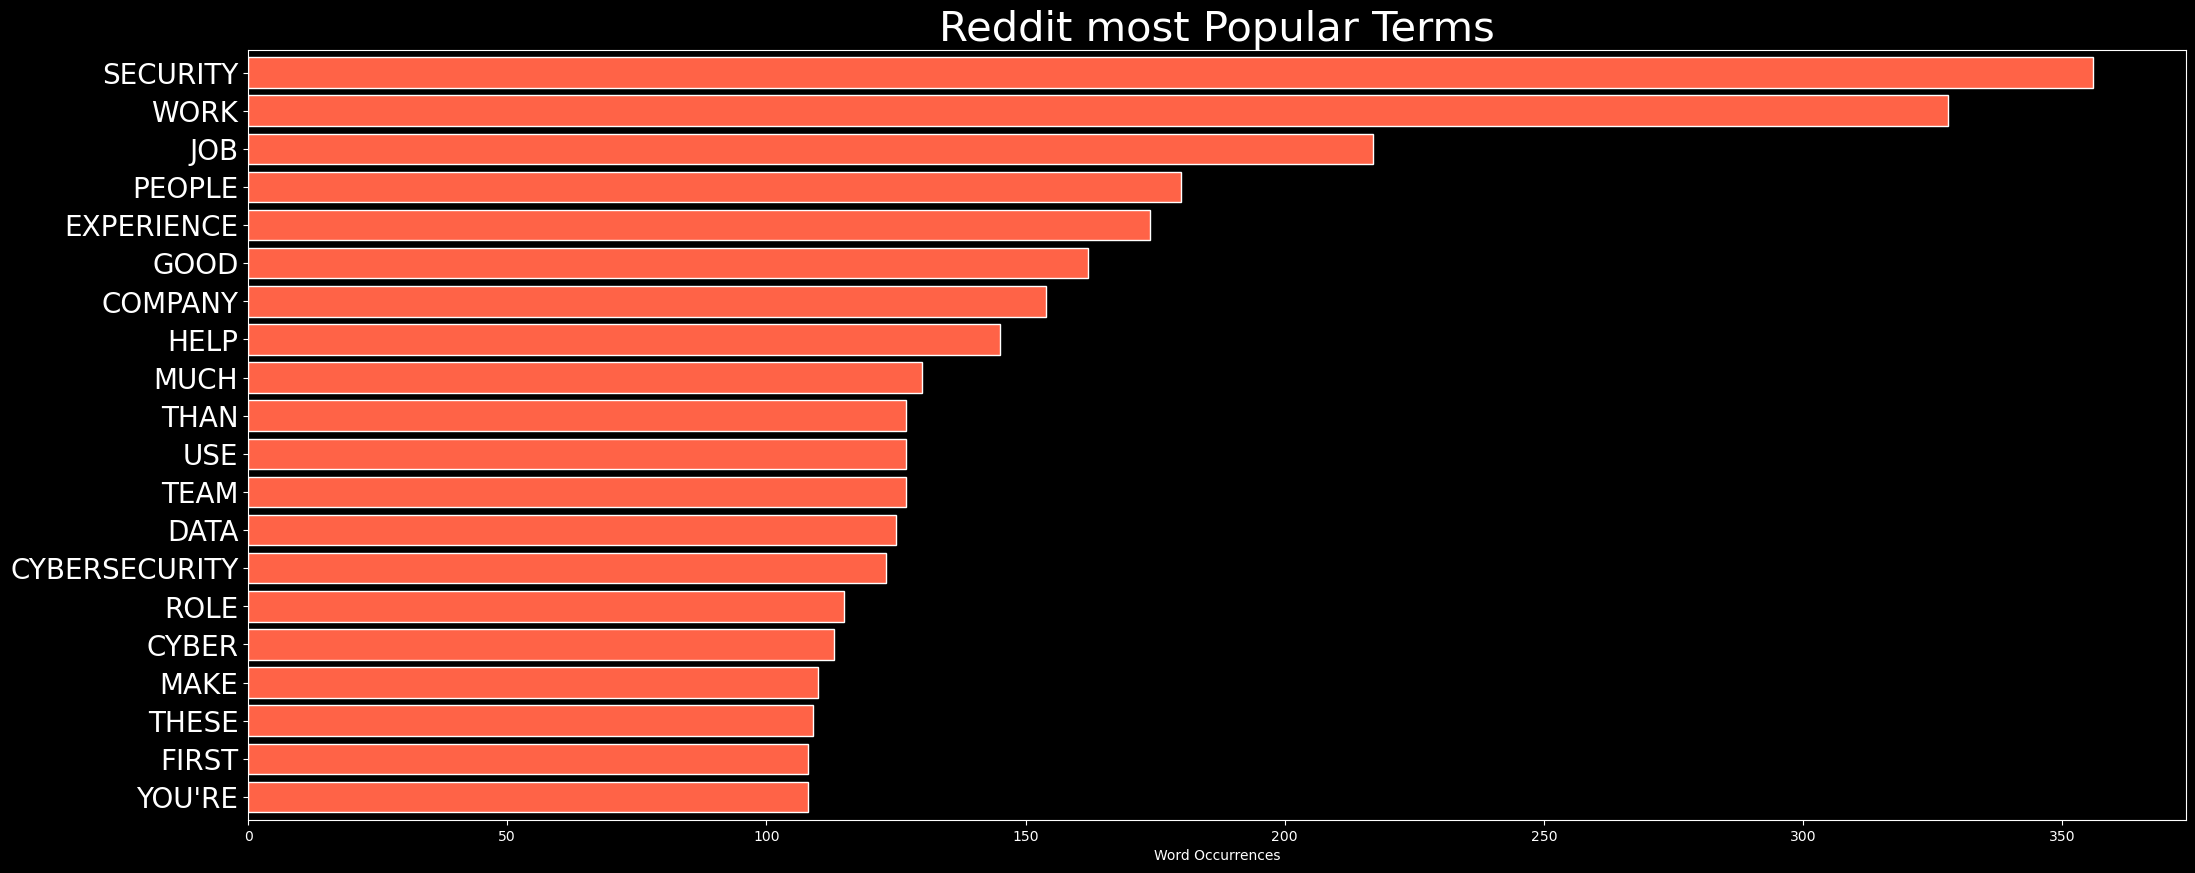 Reddit most Popular Terms
SECURITY
WORK
JOB
PEOPLE
EXPERIENCE
GOOD
COMPANY
HELP
MUCH
THAN
USE
TEAM
DATA
CYBERSECURITY
ROLE
CYBER
MAKE
THESE
FIRST
YOU'RE
0 50 100 150 200 250 300 350
Word Occurrences